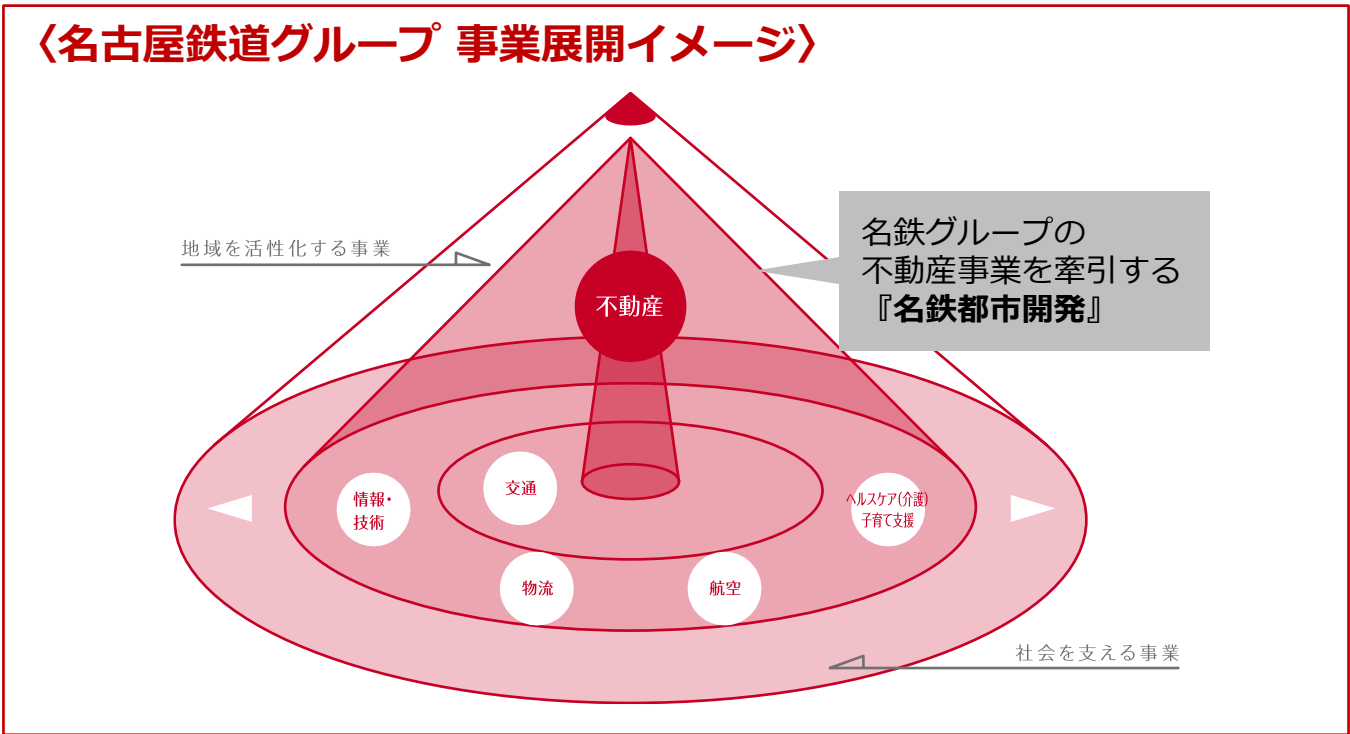 〈名古屋鉄道グループ 事業展開イメージ〉
地域を活性化する事業
名鉄グループの
不動産事業を牽引する
『名鉄都市開発』
不動産
情報・
技術
交通
ヘルスケア(介護)
子育て支援
物流
航空
社会を支える事業